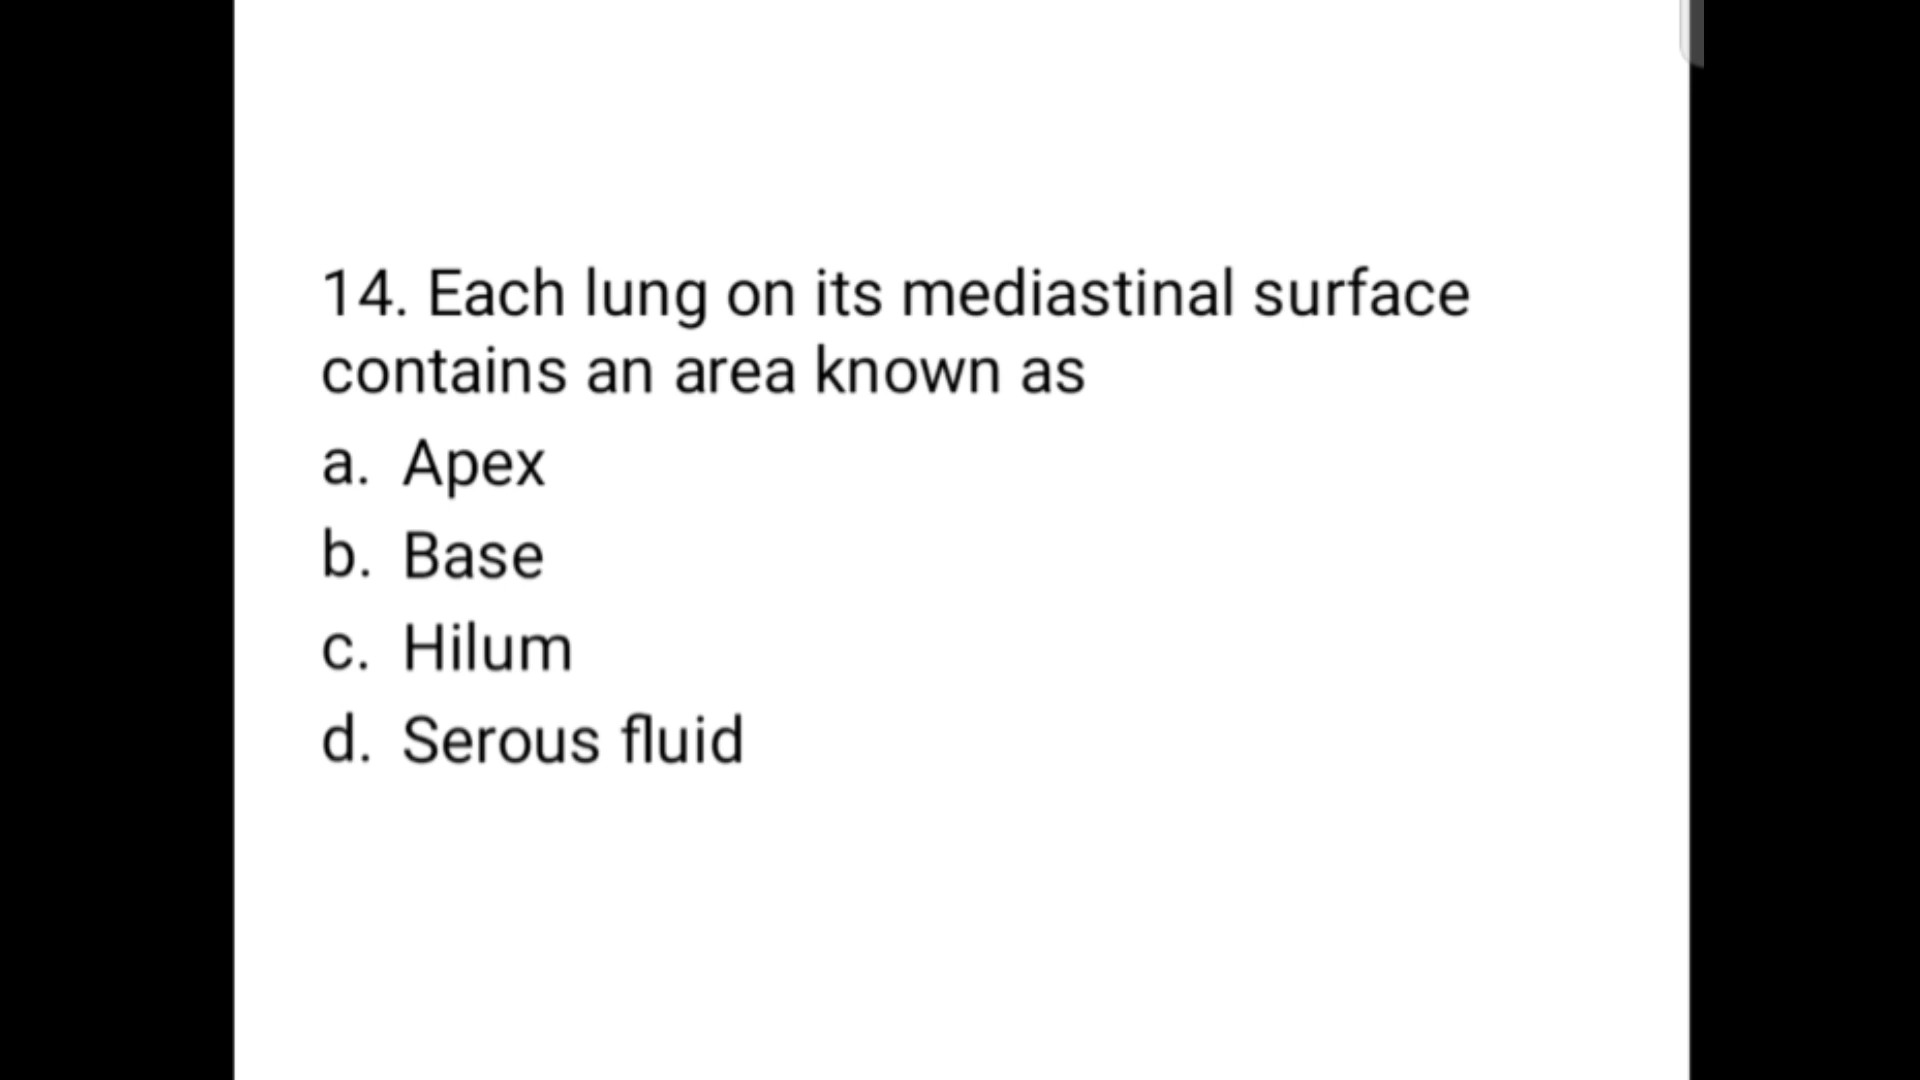 14. Each lung on its mediastinal surface
contains an area known as
a. Apex
b. Base
c. Hilum
d. Serous fluid